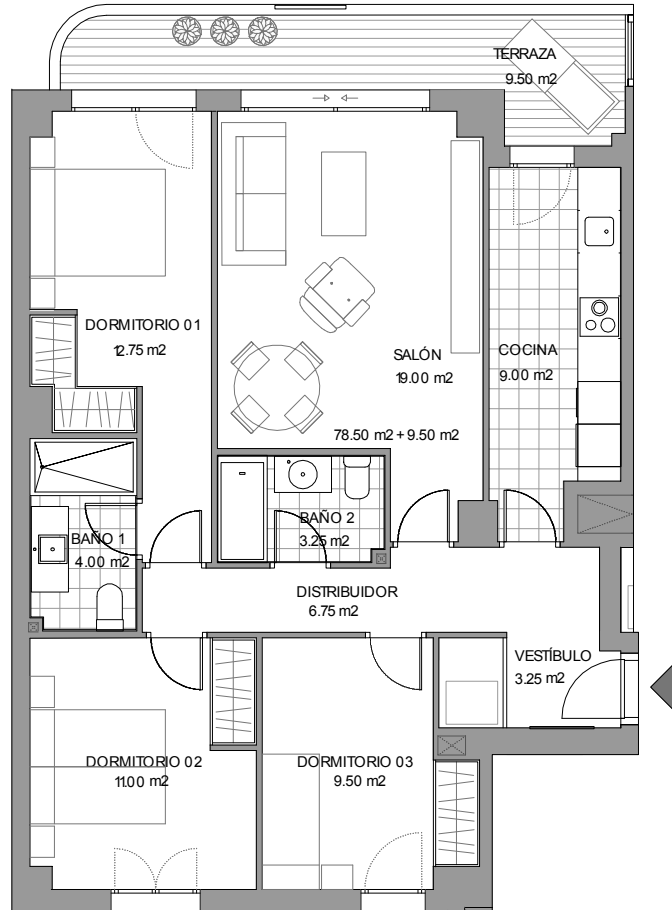 TERRAZA
9.50 m2
DORMITORIO 01
12.75 m2
SALÓN
19.00 m2
COCINA
9.00 m2
78.50 m2 + 9.50 m2
BAÑO 1
4.00 m2
BAÑO 2
3.25 m2
DISTRIBUIDOR
6.75 m2
VESTÍBULO
3.25 m2
DORMITORIO 02
11.00 m2
DORMITORIO 03
9.50 m2